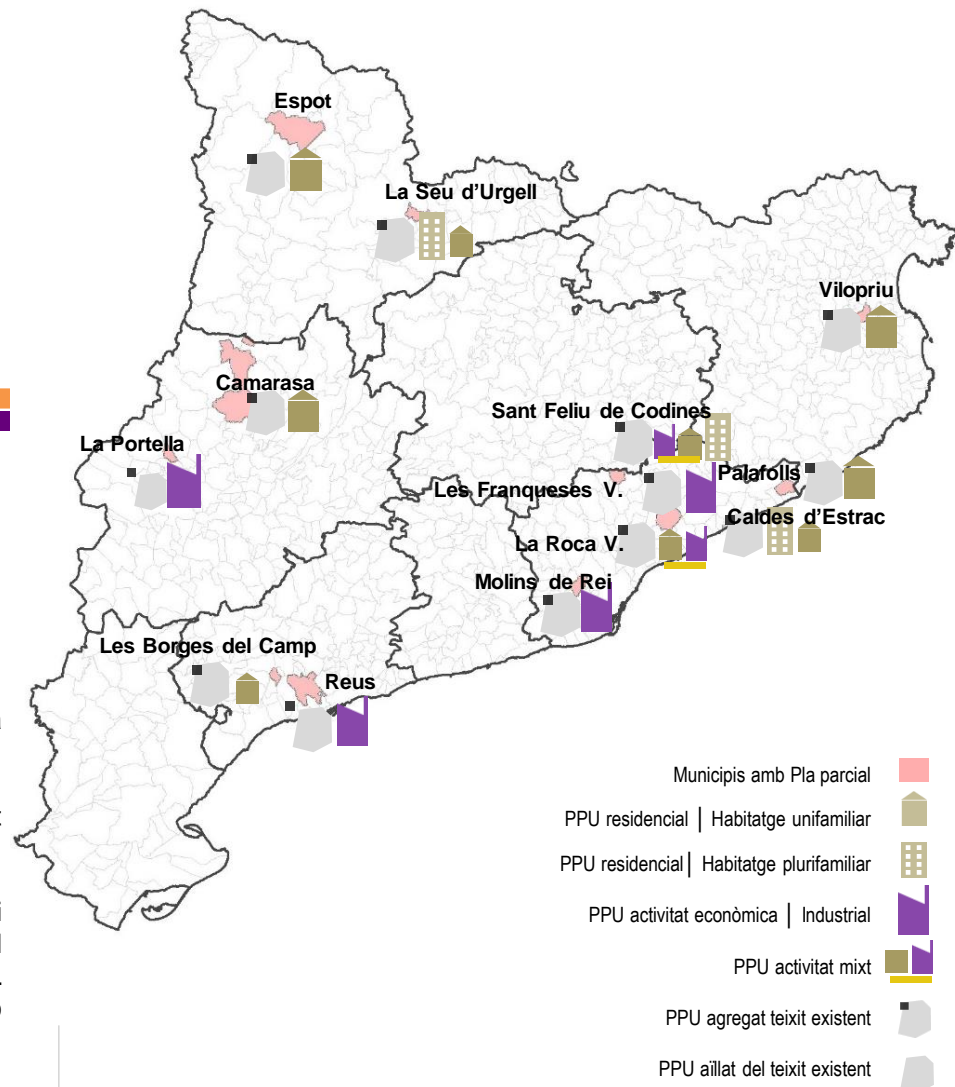 Espot
La Seu d'Urgell
Vilopriu
Camarasa
Sant Feliu de Codines
La Portella
Palafolls
Les Franqueses V.
Caldes d'Estrac
La Roca V.
Molins de Rei
Les Borges del Camp
Reus
Municipis amb Pla parcial
PPU residencial | Habitatge unifamiliar
PPU residencial | Habitatge plurifamiliar
PPU activitat econòmica | Industrial
PPU activitat mixt
PPU agregat teixit existent
PPU aïllat del teixit existent